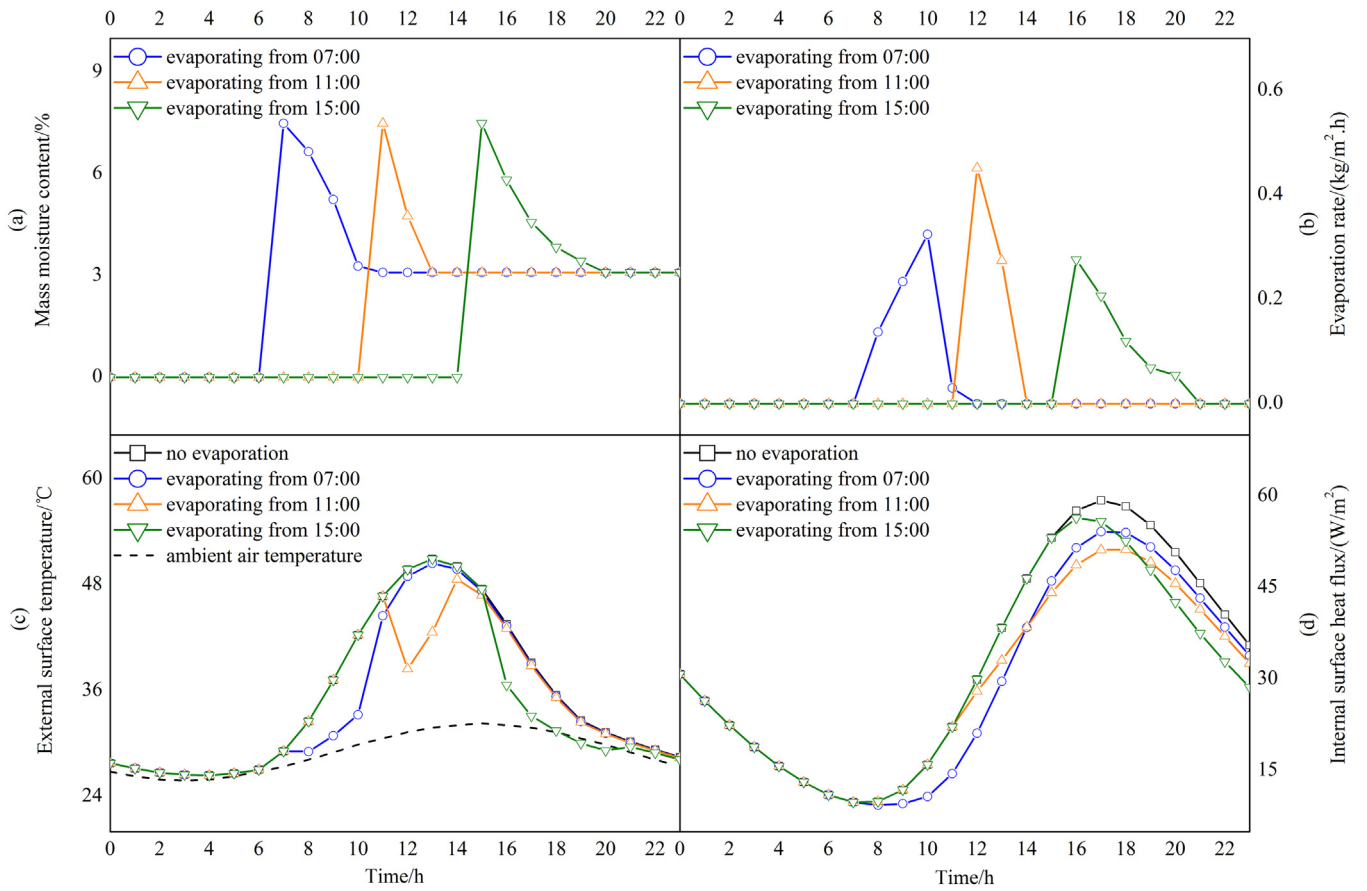 0 2 4 6 8 10 12 14 16 18 20 22 0 2 4 6 8 10 12 14 16 18 20 22
evaporating from 07:00
evaporating from 11:00
evaporating from 15:00
9
6
3
0
Mass moisture content/%
(a)
evaporating from 07:00
evaporating from 11:00
evaporating from 15:00
0.6
0.4
0.2
0.0
Evaporation rate/(kg/m².h)
(b)
no evaporation
evaporating from 07:00
evaporating from 11:00
evaporating from 15:00
ambient air temperature
60
48
36
24
External surface temperature/℃
(c)
no evaporation
evaporating from 07:00
evaporating from 11:00
evaporating from 15:00
60
45
30
15
Internal surface heat flux/(W/m²)
(d)
0 2 4 6 8 10 12 14 16 18 20 22 0 2 4 6 8 10 12 14 16 18 20 22
Time/h
Time/h